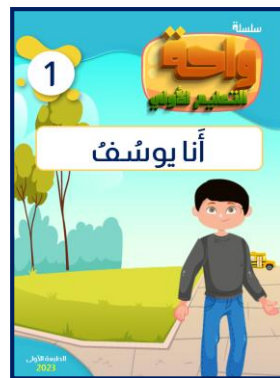 سلسلة
واحة
التعليم الأولي
1
أَنا يوسُفُ
الطبعة الأولى
2023